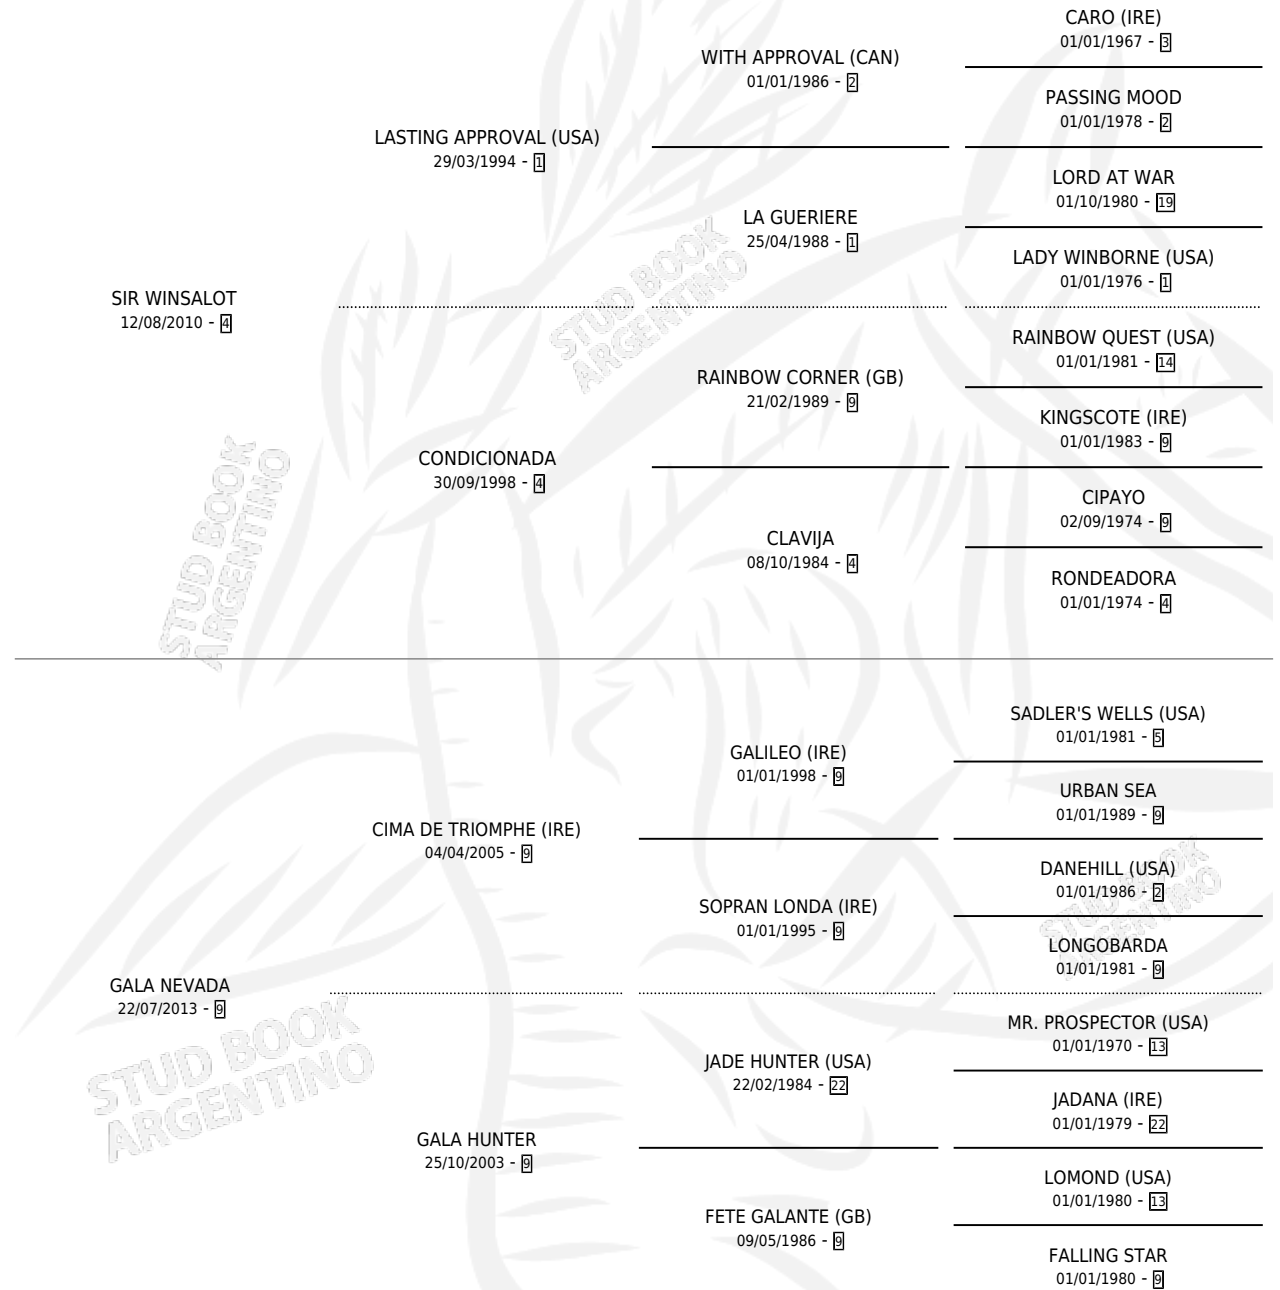 CARO (IRE)
01/01/1967 - 3
WITH APPROVAL (CAN)
01/01/1986 - 2
PASSING MOOD
01/01/1978 - 2
LASTING APPROVAL (USA)
29/03/1994 - 1
LORD AT WAR
01/10/1980 - 19
LA GUERIERE
25/04/1988 - 1
LADY WINBORNE (USA)
01/01/1976 - 1
SIR WINSALOT
12/08/2010 - 4
STUD BOOK
ARGENTINO
RAINBOW QUEST (USA)
01/01/1981 - 14
RAINBOW CORNER (GB)
21/02/1989 - 9
KINGSCOTE (IRE)
01/01/1983 - 9
CONDICIONADA
30/09/1998 - 4
CIPAYO
02/09/1974 - 9
CLAVIJA
08/10/1984 - 4
RONDEADORA
01/01/1974 - 4
STUD BOOK
ARGENTINO
SADLER'S WELLS (USA)
01/01/1981 - 5
GALILEO (IRE)
01/01/1998 - 9
URBAN SEA
01/01/1989 - 9
CIMA DE TRIOMPHE (IRE)
04/04/2005 - 9
DANEHILL (USA)
01/01/1986 - 2
SOPRAN LONDA (IRE)
01/01/1995 - 9
STUD BOOK
ARGENTINO
LONGOBARDA
01/01/1981 - 9
GALA NEVADA
22/07/2013 - 9
STUD BOOK
ARGENTINO
MR. PROSPECTOR (USA)
01/01/1970 - 13
JADE HUNTER (USA)
22/02/1984 - 22
JADANA (IRE)
01/01/1979 - 22
GALA HUNTER
25/10/2003 - 9
LOMOND (USA)
01/01/1980 - 13
FETE GALANTE (GB)
09/05/1986 - 9
FALLING STAR
01/01/1980 - 9